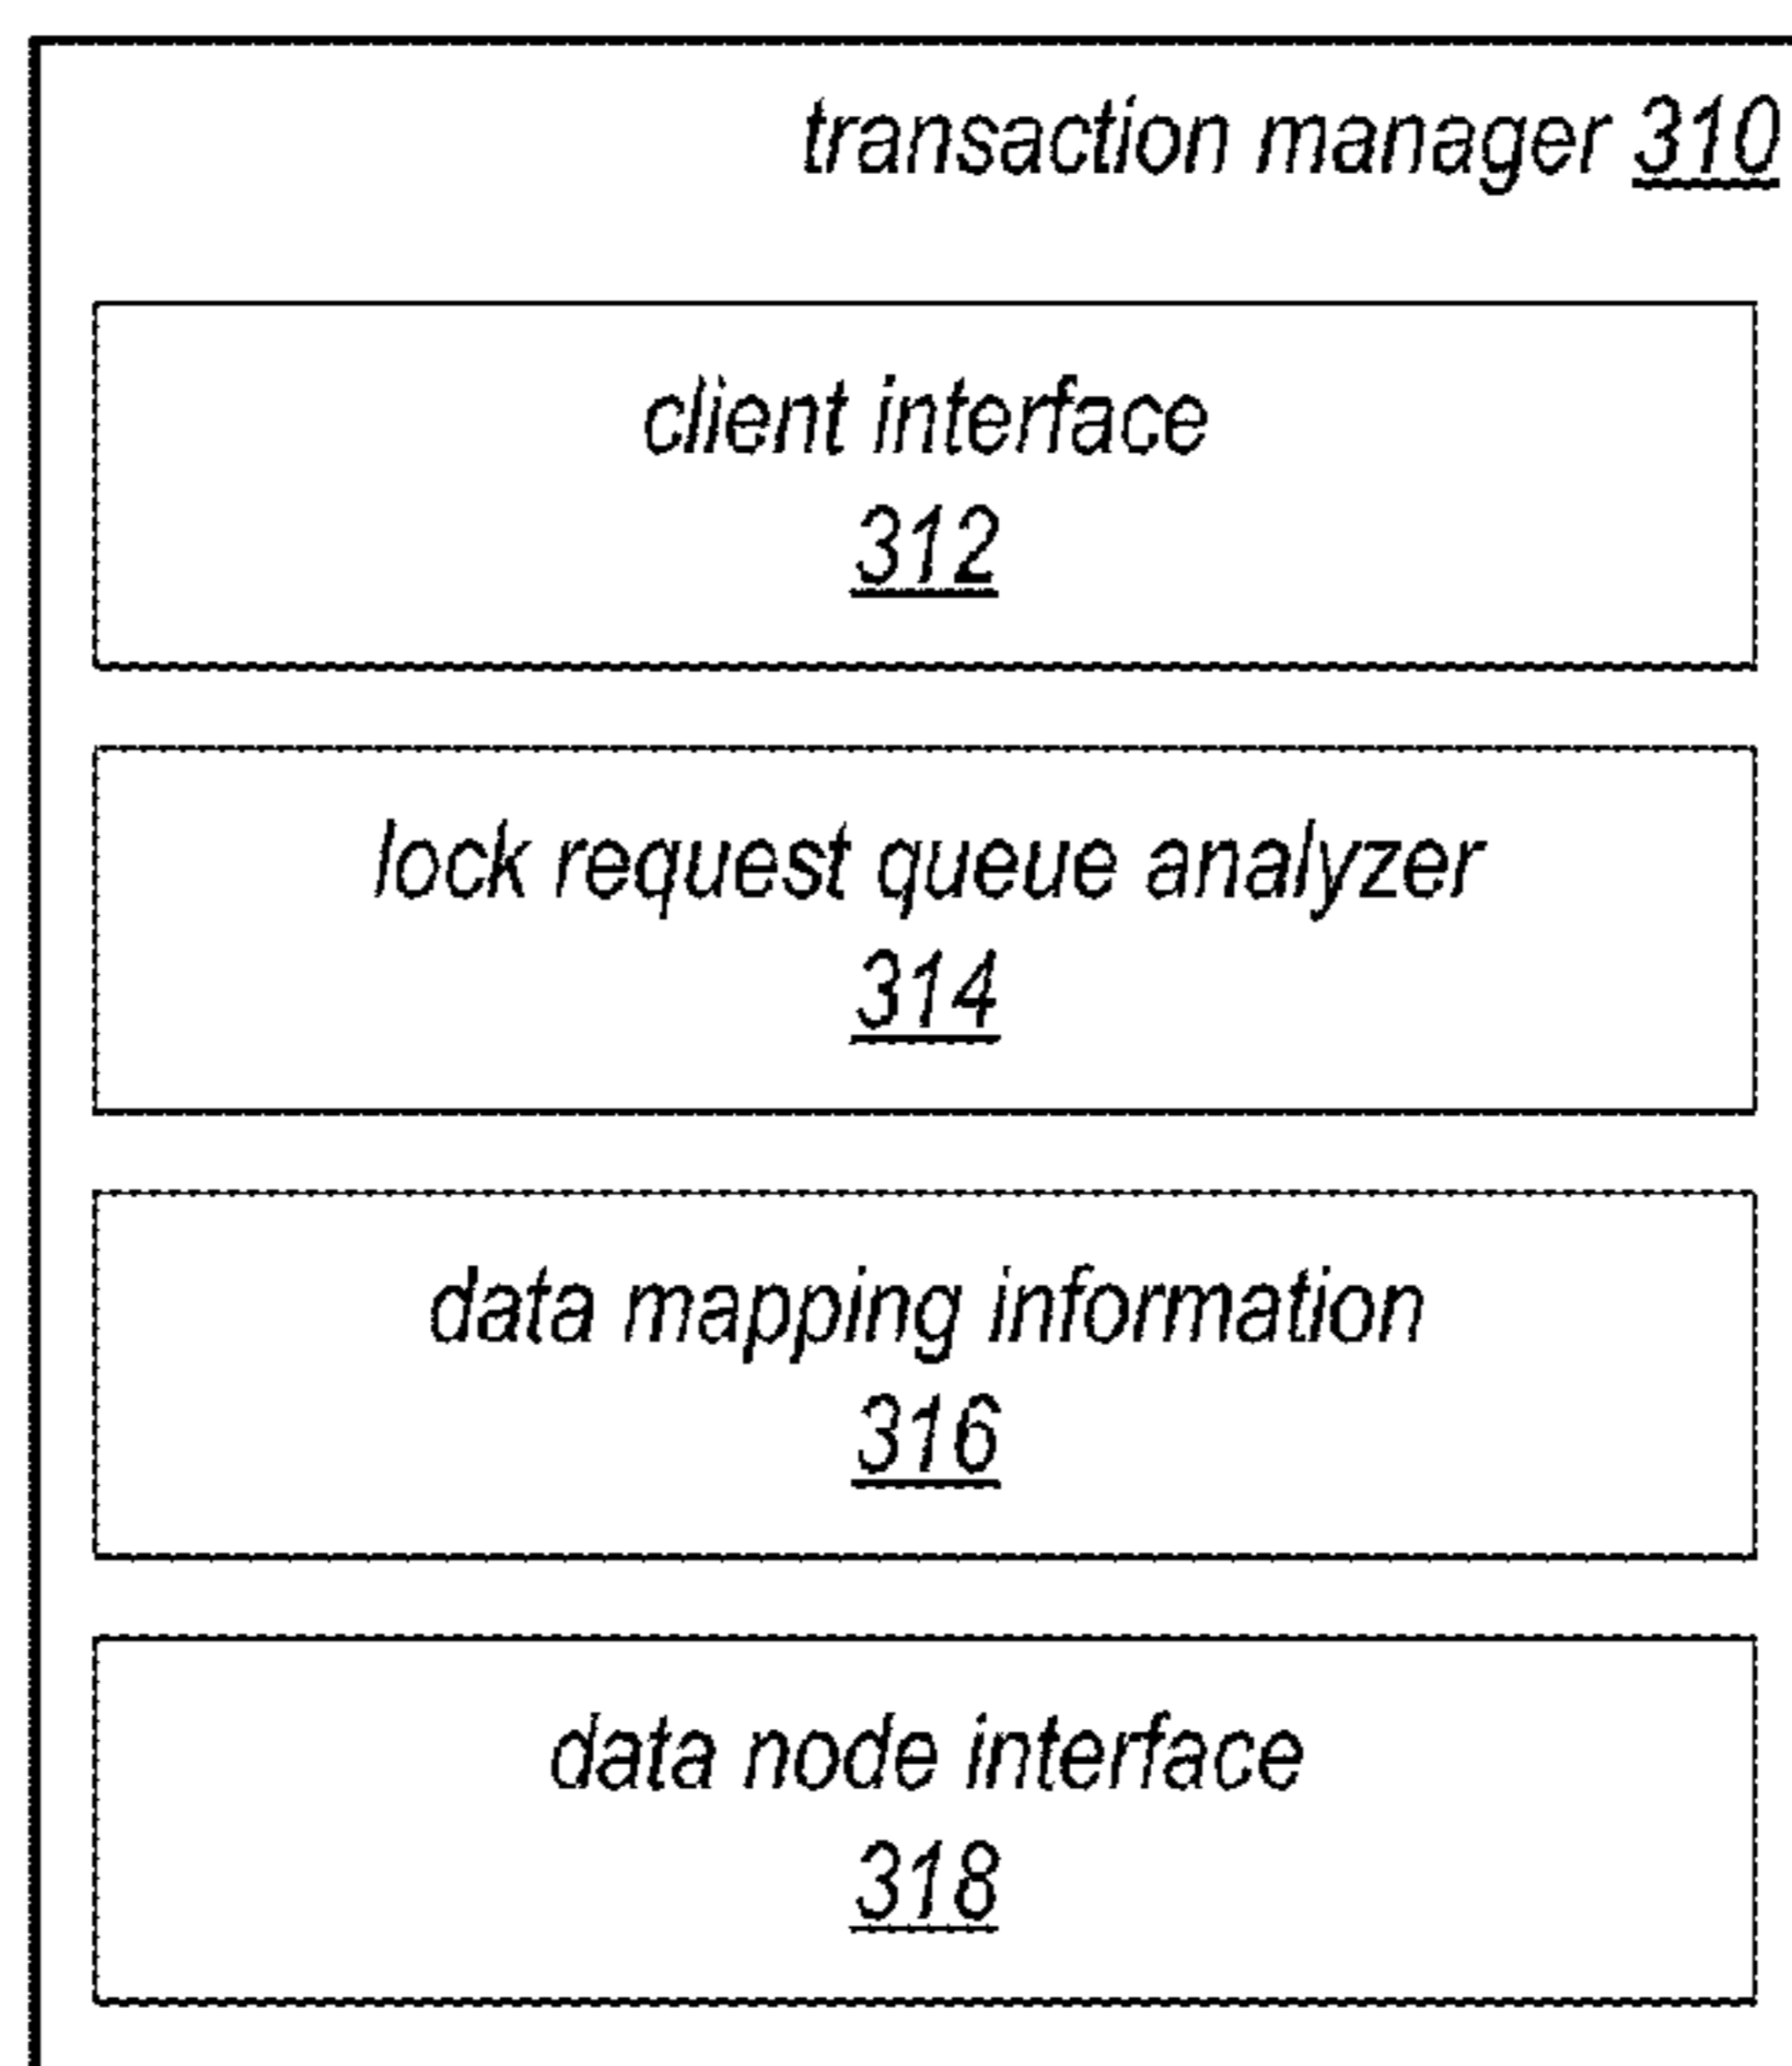 transaction manager 310
client interface
312
lock request queue analyzer
314
data mapping information
316
data node interface
318